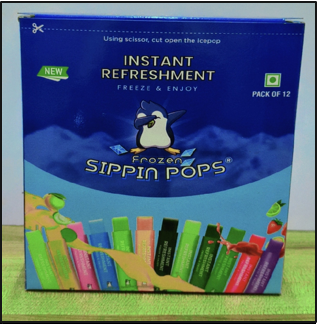 Using scissor, cut open the icepop
INSTANT
REFRESHMENT
FREEZE & ENJOY
NEW
PACK OF 12
Frozen
SIPPIN POPS®